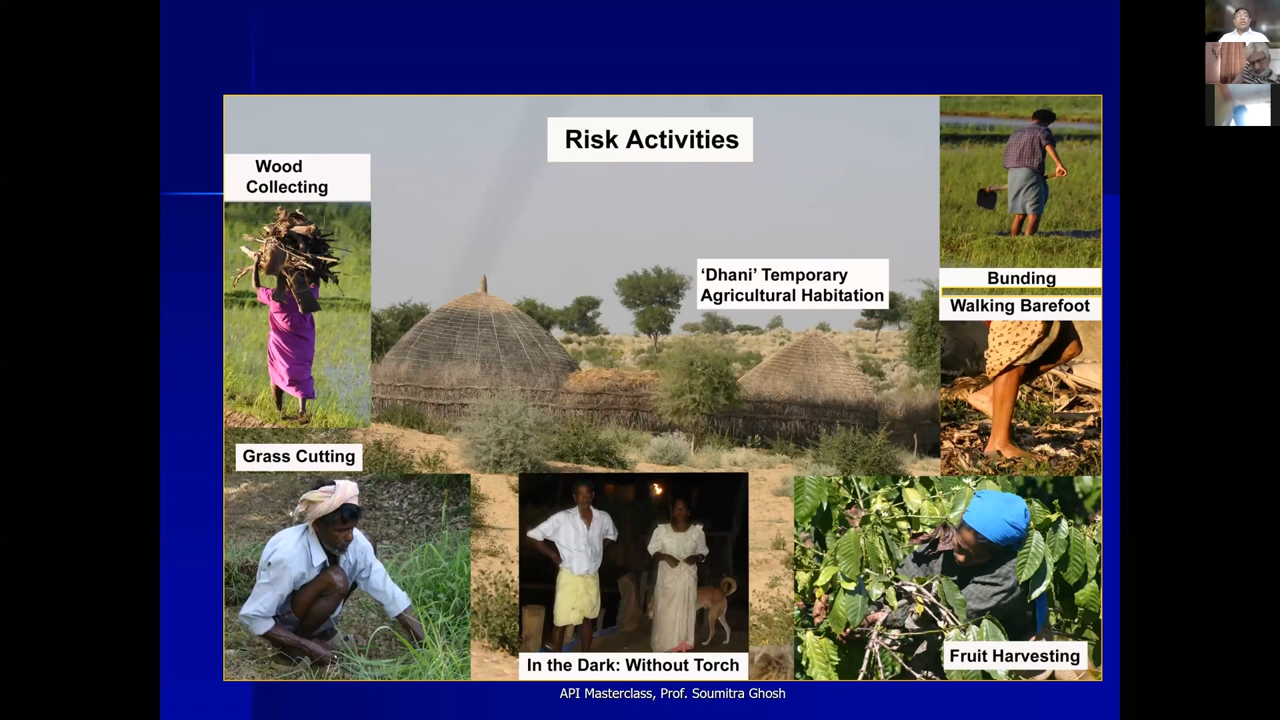 Risk Activities
Wood
Collecting
‘Dhani’ Temporary
Agricultural Habitation
Bunding
Walking Barefoot
Grass Cutting
In the Dark: Without Torch
Fruit Harvesting
API Masterclass, Prof. Soumitra Ghosh